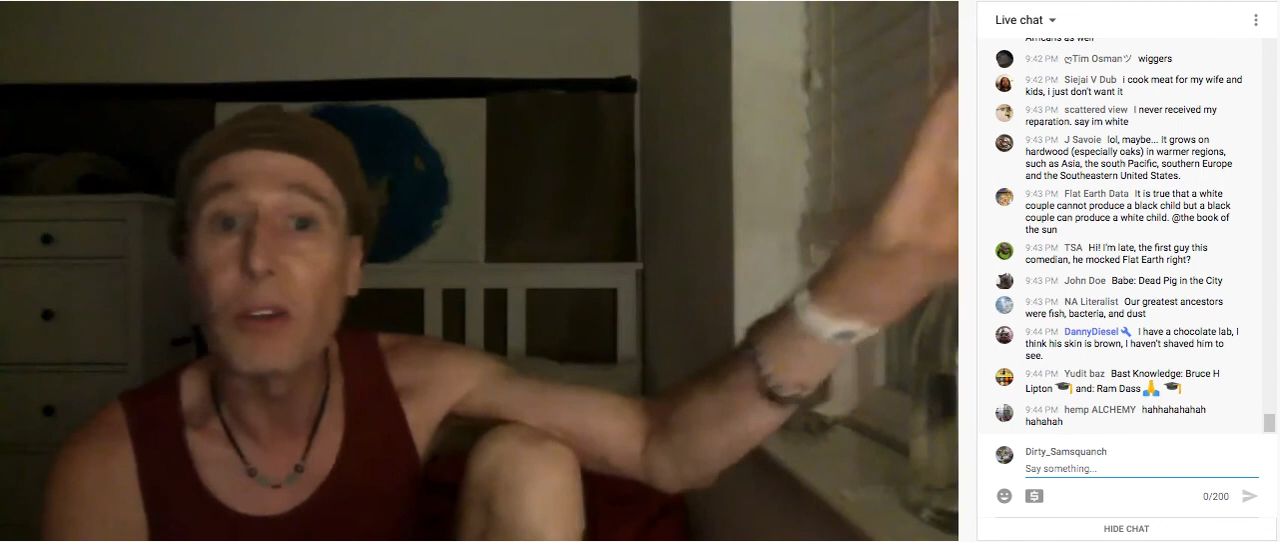 Live chat
Africans as well
9:42 PM ღTim Osmanツ wiggers
9:42 PM Siejai V Dub i cook meat for my wife and
kids, i just don't want it
9:43 PM scattered view I never received my
reparation. say im white
9:43 PM J Savoie lol, maybe... It grows on
hardwood (especially oaks) in warmer regions,
such as Asia, the south Pacific, southern Europe
and the Southeastern United States.
9:43 PM Flat Earth Data It is true that a white
couple cannot produce a black child but a black
couple can produce a white child. @the book of
the sun
9:43 PM TSA Hi! I'm late, the first guy this
comedian, he mocked Flat Earth right?
9:43 PM John Doe Babe: Dead Pig in the City
9:43 PM NA Literalist Our greatest ancestors
were fish, bacteria, and dust
9:44 PM DannyDiesel I have a chocolate lab, I
think his skin is brown, I haven't shaved him to
see.
9:44 PM Yudit baz Bast Knowledge: Bruce H
Lipton 🎓 and: Ram Dass 🙏 🎓
9:44 PM hemp ALCHEMY hahhahahahah
hahahah
Dirty_Samsquanch
Say something...
0/200
HIDE CHAT